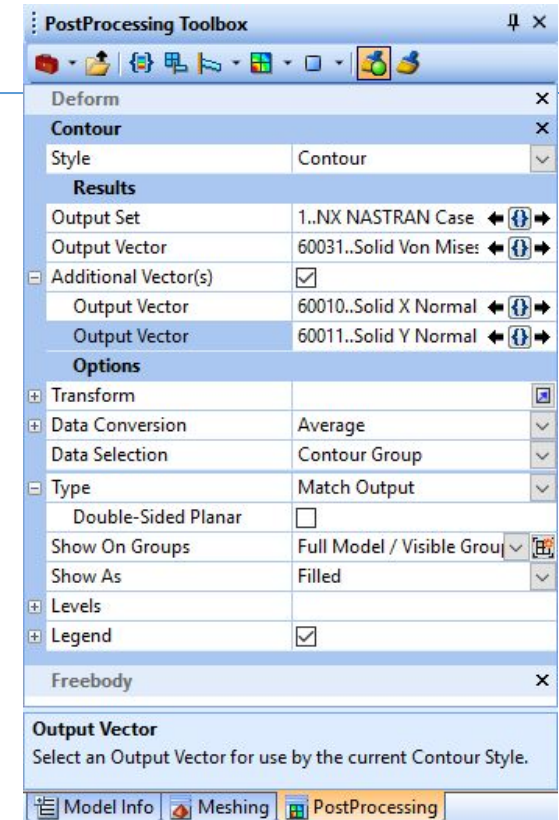 PostProcessing Toolbox
Deform
Contour
Style Contour
Results
Output Set 1..NX NASTRAN Case
Output Vector 60031..Solid Von Mises
Additional Vector(s)
Output Vector 60010..Solid X Normal
Output Vector 60011..Solid Y Normal
Options
Transform
Data Conversion Average
Data Selection Contour Group
Type Match Output
Double-Sided Planar
Show On Groups Full Model / Visible Grou
Show As Filled
Levels
Legend
Freebody
Output Vector
Select an Output Vector for use by the current Contour Style.
Model Info Meshing PostProcessing